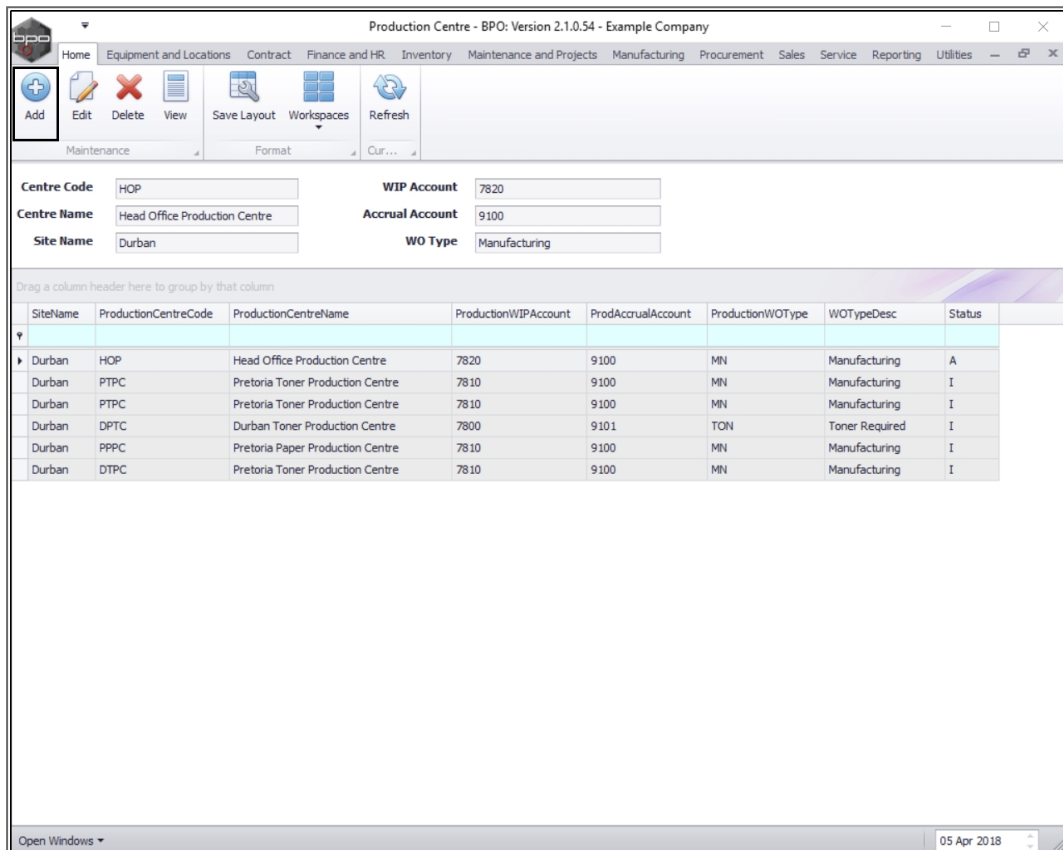 Production Centre - BPO: Version 2.1.0.54 - Example Company
bpo
Home Equipment and Locations Contract Finance and HR Inventory Maintenance and Projects Manufacturing Procurement Sales Service Reporting Utilities
Add Edit Delete View Save Layout Workspaces Refresh
Maintenance Format Cur...
Centre Code HOP WIP Account 7820
Centre Name Head Office Production Centre Accrual Account 9100
Site Name Durban WO Type Manufacturing
Drag a column header here to group by that column
SiteName ProductionCentreCode ProductionCentreName ProductionWIPAccount ProdAccrualAccount ProductionWOType WOTypeDesc Status
Durban HOP Head Office Production Centre 7820 9100 MN Manufacturing A
Durban PTPC Pretoria Toner Production Centre 7810 9100 MN Manufacturing I
Durban PTPC Pretoria Toner Production Centre 7810 9100 MN Manufacturing I
Durban DPTC Durban Toner Production Centre 7800 9101 TON Toner Required I
Durban PPPC Pretoria Paper Production Centre 7810 9100 MN Manufacturing I
Durban DTPC Pretoria Toner Production Centre 7810 9100 MN Manufacturing I
Open Windows 05 Apr 2018